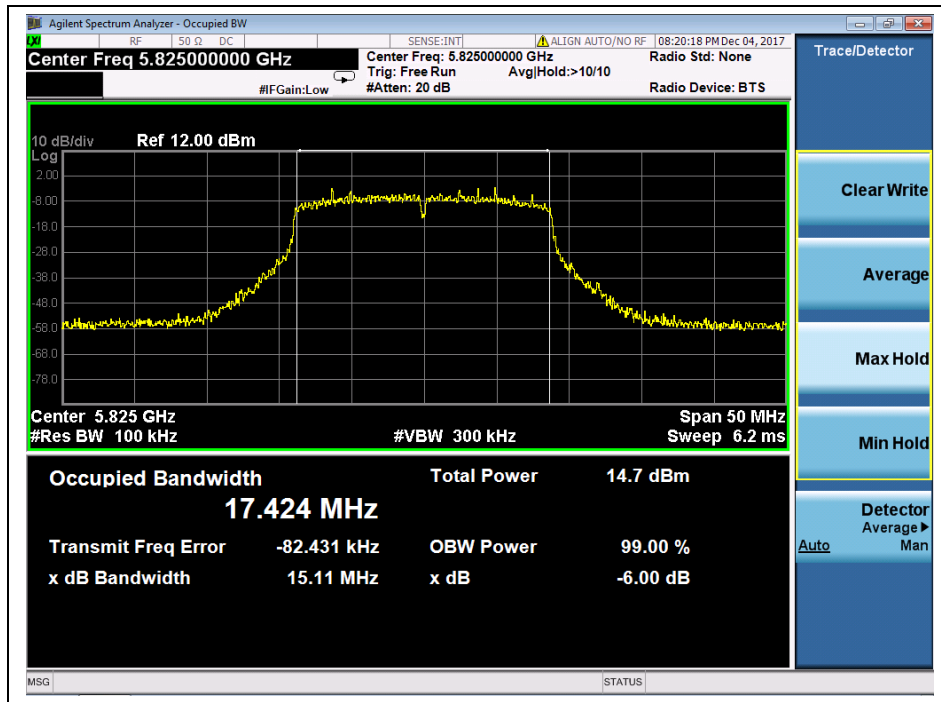 Agilent Spectrum Analyzer - Occupied BW
LXI RF 50 Ω DC SENSE:INT ALIGN AUTO/NO RF 08:20:18 PM Dec 04, 2017
Center Freq 5.825000000 GHz
Center Freq: 5.825000000 GHz
Radio Std: None
Trig: Free Run Avg|Hold:>10/10
#IFGain:Low #Atten: 20 dB Radio Device: BTS
10 dB/div Ref 12.00 dBm
Log
2.00
-8.00
-18.0
-28.0
-38.0
-48.0
-58.0
-68.0
-78.0
Center 5.825 GHz Span 50 MHz
#Res BW 100 kHz #VBW 300 kHz Sweep 6.2 ms
Occupied Bandwidth Total Power 14.7 dBm
17.424 MHz
Transmit Freq Error -82.431 kHz OBW Power 99.00 %
x dB Bandwidth 15.11 MHz x dB -6.00 dB
MSG STATUS
Trace/Detector
Clear Write
Average
Max Hold
Min Hold
Detector
Average
Auto Man